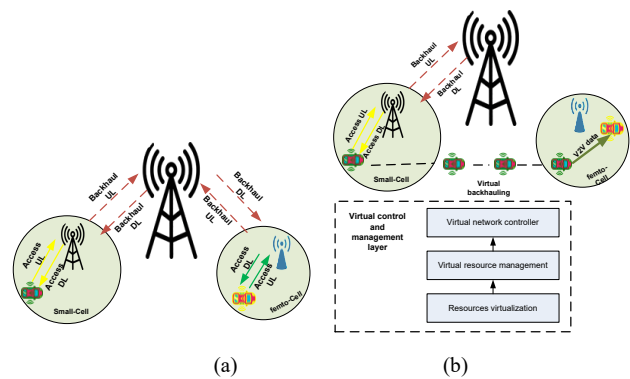 Backhaul
UL
Backhaul
DL
Access
UL
Access
DL
Small-Cell
Backhaul
DL
Backhaul
UL
Access
DL
Access
UL
femto-Cell
(a)
Backhaul
UL
Backhaul
DL
Access UL
Access DL
Small-Cell
V2V data
femto-
Cell
Virtual
backhauling
Virtual control
and
management
layer
Virtual network controller
Virtual resource management
Resources virtualization
(b)